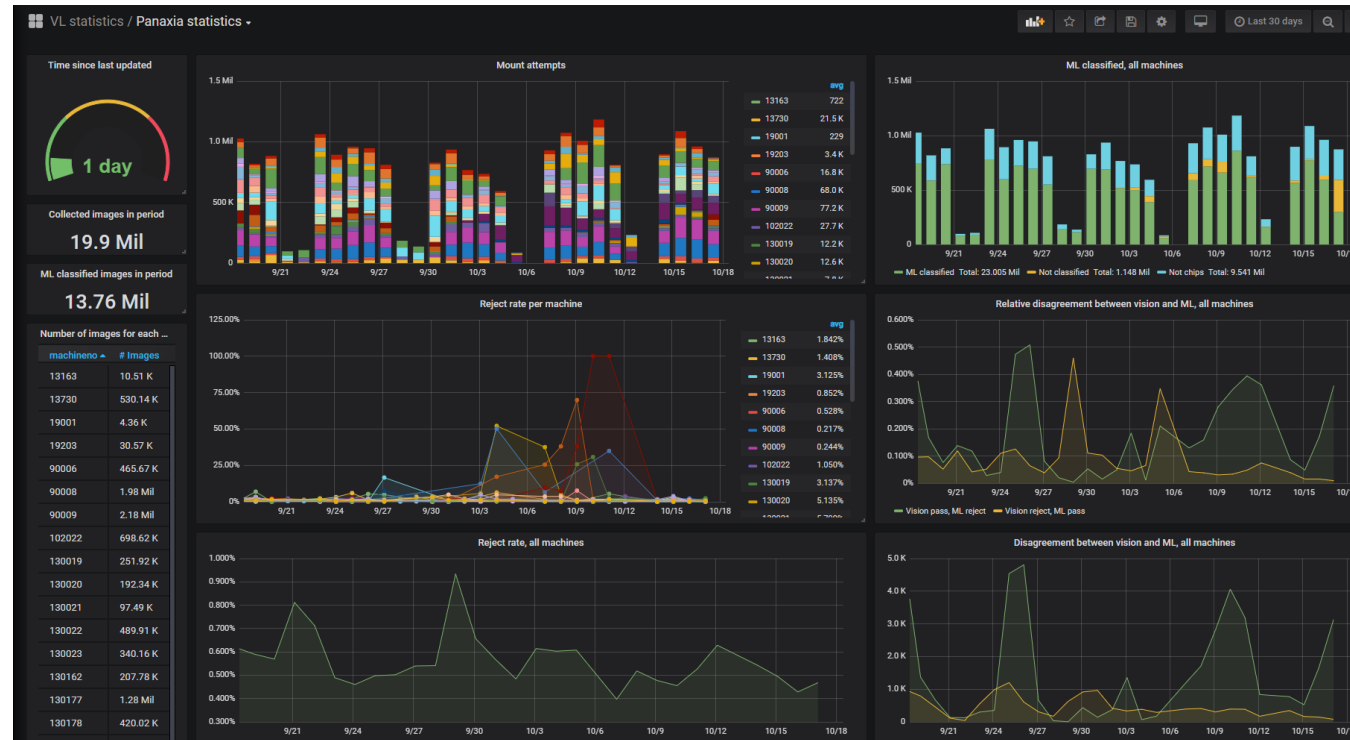 VL statistics / Panaxia statistics
Last 30 days
Time since last updated
1 day
Collected images in period
19.9 Mil
ML classified images in period
13.76 Mil
Number of images for each ...
machineno # Images
13163 10.51 K
13730 530.14 K
19001 4.36 K
19203 30.57 K
90006 465.67 K
90008 1.98 Mil
90009 2.18 Mil
102022 698.62 K
130019 251.92 K
130020 192.34 K
130021 97.49 K
130022 489.91 K
130023 340.16 K
130162 207.78 K
130177 1.28 Mil
130178 420.02 K
Mount attempts
1.5 Mil
1.0 Mil
500 K
0
9/21 9/24 9/27 9/30 10/3 10/6 10/9 10/12 10/15 10/18
avg
13163 722
13730 21.5 K
19001 229
19203 3.4 K
90006 16.8 K
90008 68.0 K
90009 77.2 K
102022 27.7 K
130019 12.2 K
130020 12.6 K
Reject rate per machine
125.00%
100.00%
75.00%
50.00%
25.00%
0%
9/21 9/24 9/27 9/30 10/3 10/6 10/9 10/12 10/15 10/18
avg
13163 1.842%
13730 1.408%
19001 3.125%
19203 0.852%
90006 0.528%
90008 0.217%
90009 0.244%
102022 1.050%
130019 3.137%
130020 5.135%
Reject rate, all machines
1.000%
0.900%
0.800%
0.700%
0.600%
0.500%
0.400%
0.300%
9/21 9/24 9/27 9/30 10/3 10/6 10/9 10/12 10/15 10/18
ML classified, all machines
1.5 Mil
1.0 Mil
500 K
0
9/21 9/24 9/27 9/30 10/3 10/6 10/9 10/12 10/15 10/
ML classified Total: 23.005 Mil Not classified Total: 1.148 Mil Not chips Total: 9.541 Mil
Relative disagreement between vision and ML, all machines
0.600%
0.500%
0.400%
0.300%
0.200%
0.100%
0%
9/21 9/24 9/27 9/30 10/3 10/6 10/9 10/12 10/15 10/
Vision pass, ML reject Vision reject, ML pass
Disagreement between vision and ML, all machines
5.0 K
4.0 K
3.0 K
2.0 K
1.0 K
0
9/21 9/24 9/27 9/30 10/3 10/6 10/9 10/12 10/15 10/